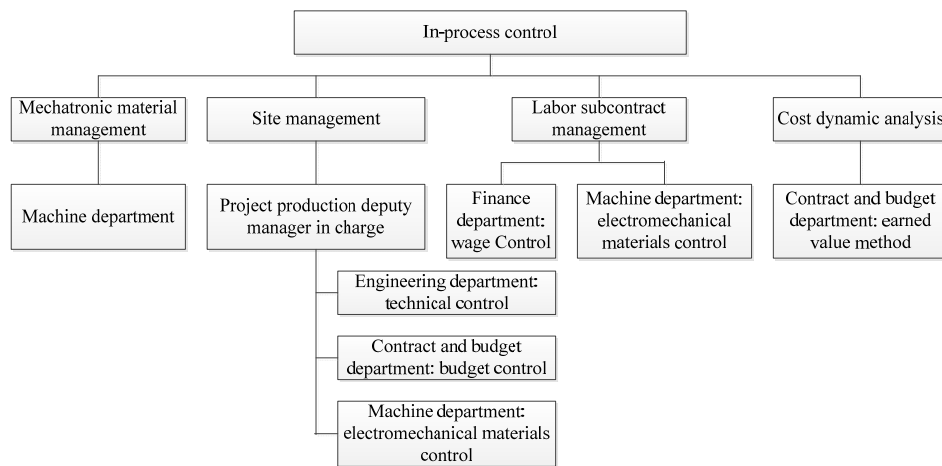 In-process control
Mechatronic material
management
Site management
Labor subcontract
management
Cost dynamic analysis
Machine department
Project production deputy
manager in charge
Finance
department:
wage Control
Machine department:
electromechanical
materials control
Contract and budget
department: earned
value method
Engineering department:
technical control
Contract and budget
department: budget control
Machine department:
electromechanical materials
control